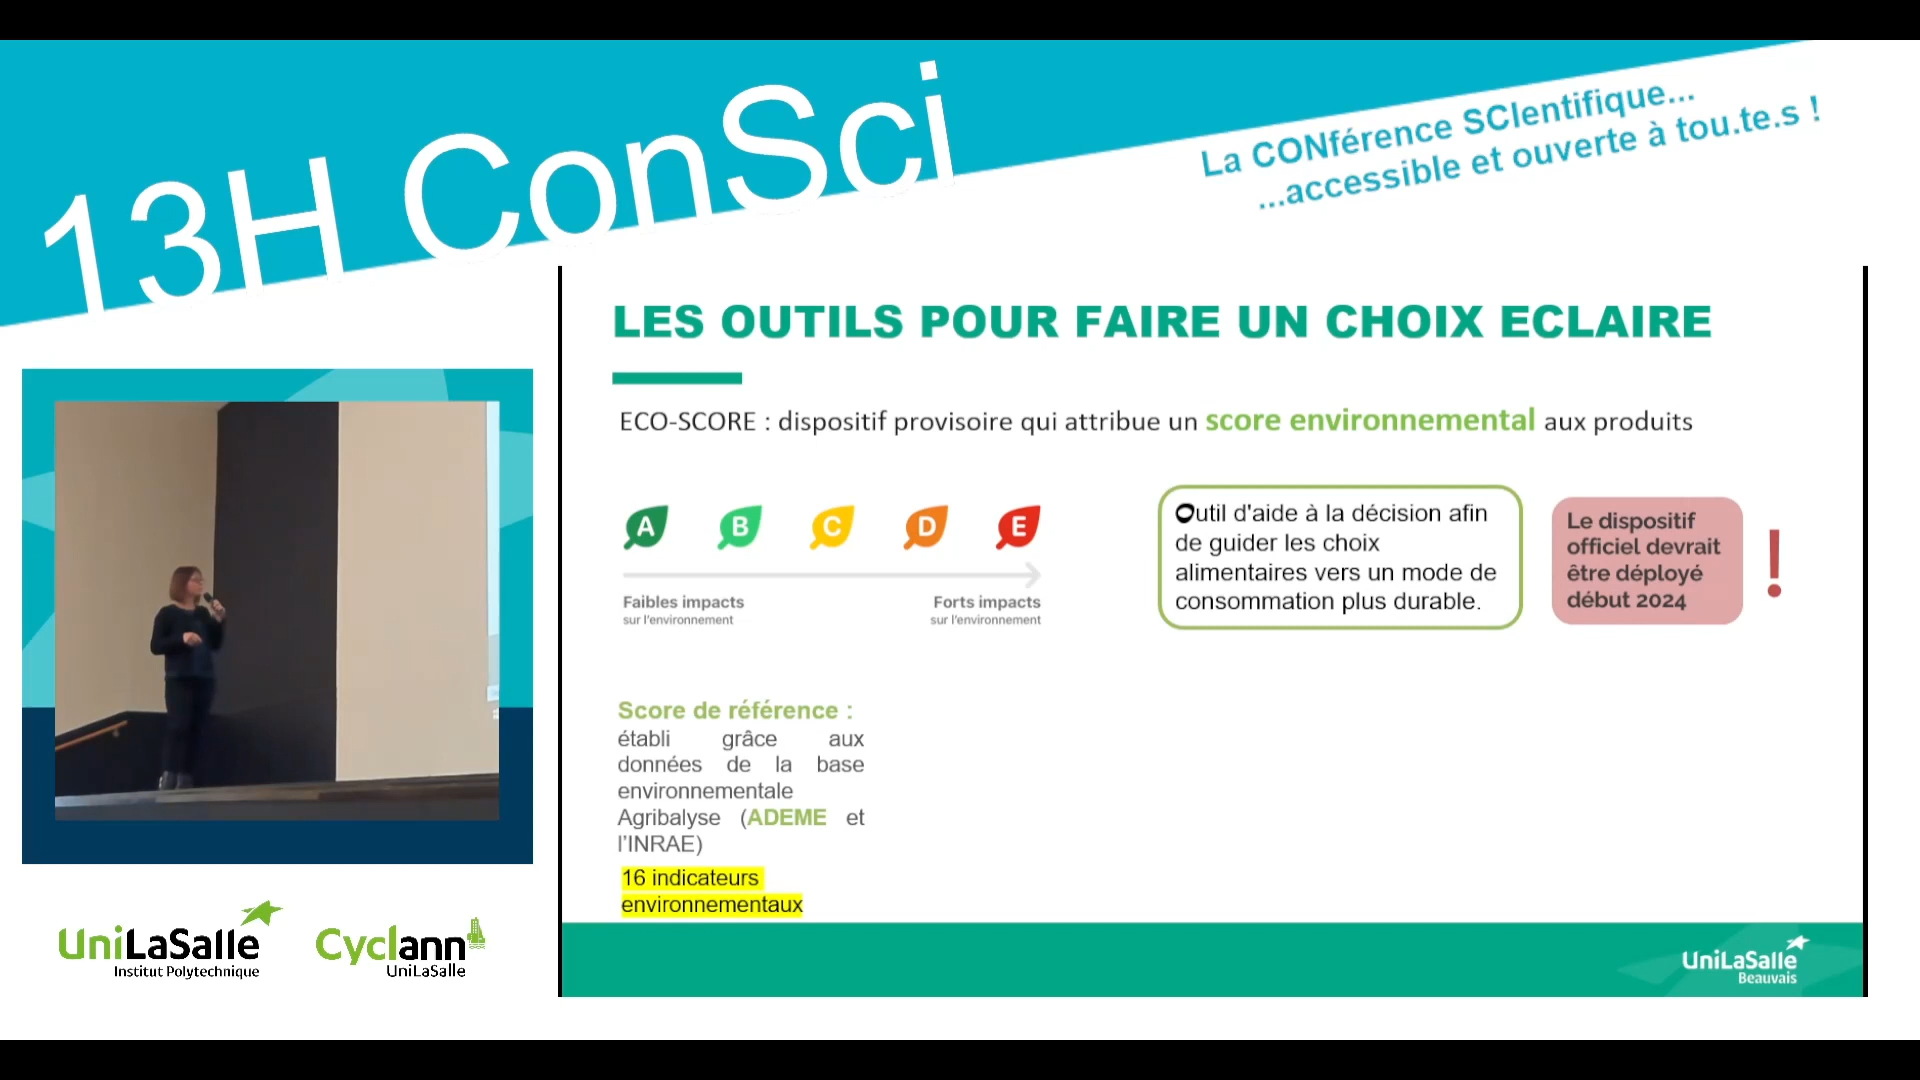 13H ConSci
La CONférence SCIentifique...
...accessible et ouverte à tou.te.s !
LES OUTILS POUR FAIRE UN CHOIX ECLAIRE
ECO-SCORE : dispositif provisoire qui attribue un score environnemental aux produits
A B C D E
Faibles impacts
sur l'environnement
Forts impacts
sur l'environnement
Outil d'aide à la décision afin
de guider les choix
alimentaires vers un mode de
consommation plus durable.
Le dispositif
officiel devrait
être déployé
début 2024
!
Score de référence :
établi grâce aux
données de la base
environnementale
Agribalyse (ADEME et
l'INRAE)
16 indicateurs
environnementaux
UniLaSalle
Institut Polytechnique
Cyclann
UniLaSalle
UniLaSalle
Beauvais